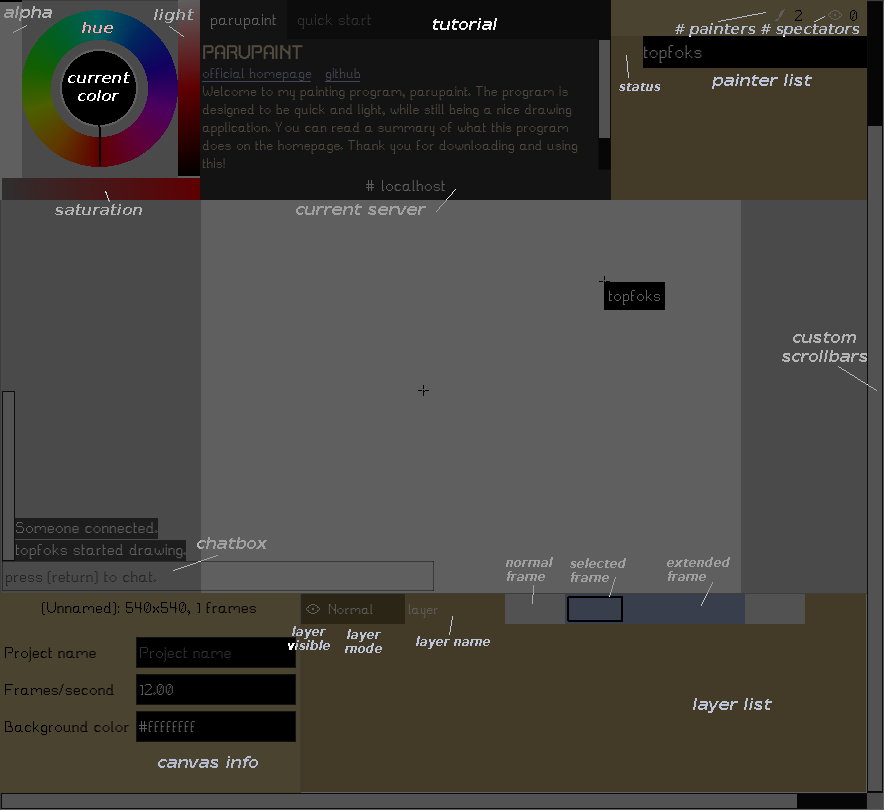 alpha
hue
light
current
color
saturation
parupaint quick start
tutorial
PARUPAINT
official homepage github
Welcome to my painting program, parupaint. The program is
designed to be quick and light, while still being a nice drawing
application. You can read a summary of what this program
does on the homepage. Thank you for downloading and using
this!
# localhost
current server
2 0
# painters # spectators
topfoks
status
painter list
topfoks
custom
scrollbars
Someone connected.
topfoks started drawing.
chatbox
press [return] to chat.
normal
frame
selected
frame
extended
frame
[Unnamed]: 540x540, 1 frames
Normal layer
layer
visible
layer
mode
layer name
Project name Project name
Frames/second 12.00
Background color #ffffffff
canvas info
layer list